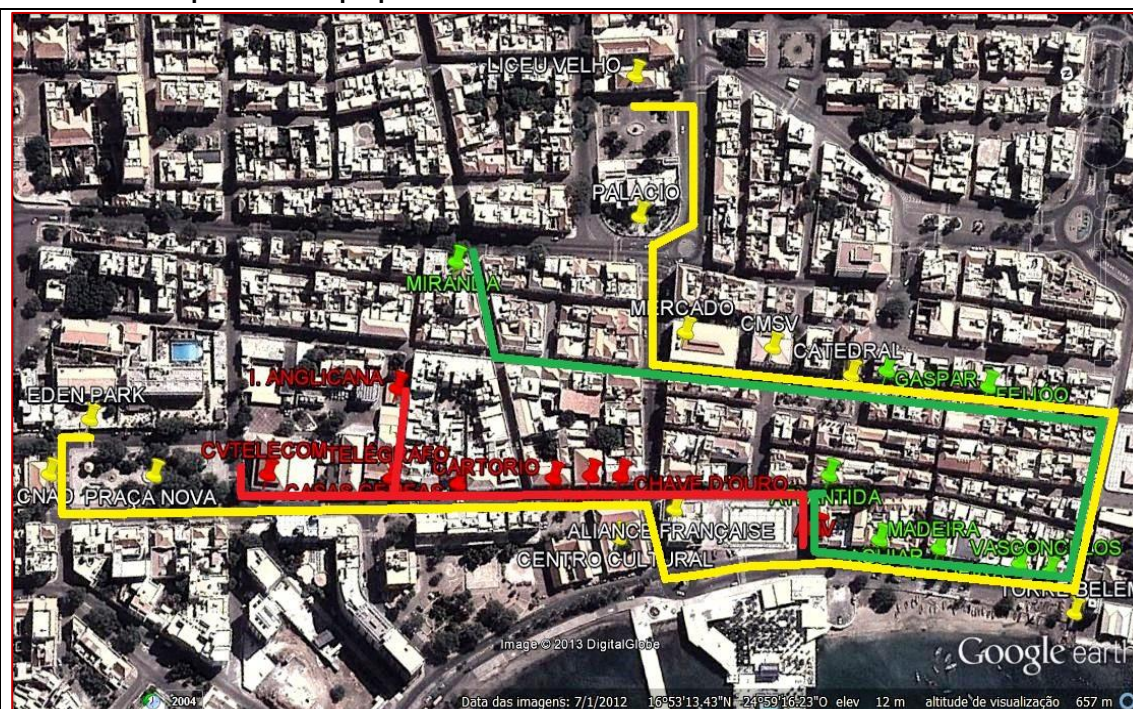 LICEU VELHO
PALACIO
MIRANDA
MERCADO
CMSV
CATEDRAL
GASPAR
FEIJOO
I. ANGLICANA
EDEN PARK
CVTELECOM
TELEGRAFO
CARTORIO
CHAVE D'OURO
CNAD
PRAÇA NOVA
ALIANCE FRANÇAISE
MADEIRA
VASCONCELOS
CENTRO CULTURAL
TORRE BELEM
Image © 2013 DigitalGlobe
Google earth
2004
Data das imagens: 7/1/2012 16°53'13.43"N 24°59'16.23"O elev 12 m altitude de visualização 657 m